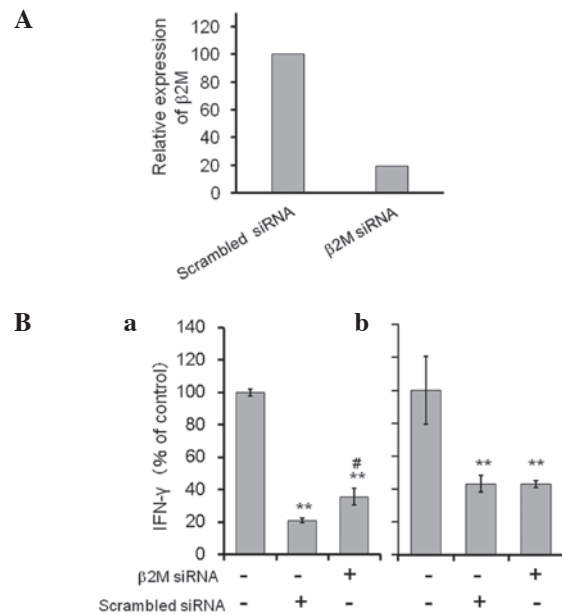 A
Relative expression
of β2M
120
100
80
60
40
20
0
Scrambled siRNA
β2M siRNA
B
a
b
IFN-γ (% of control)
140
120
100
80
60
40
20
0
**
#
**
**
**
β2M siRNA - - + - - +
Scrambled siRNA - + - - + -